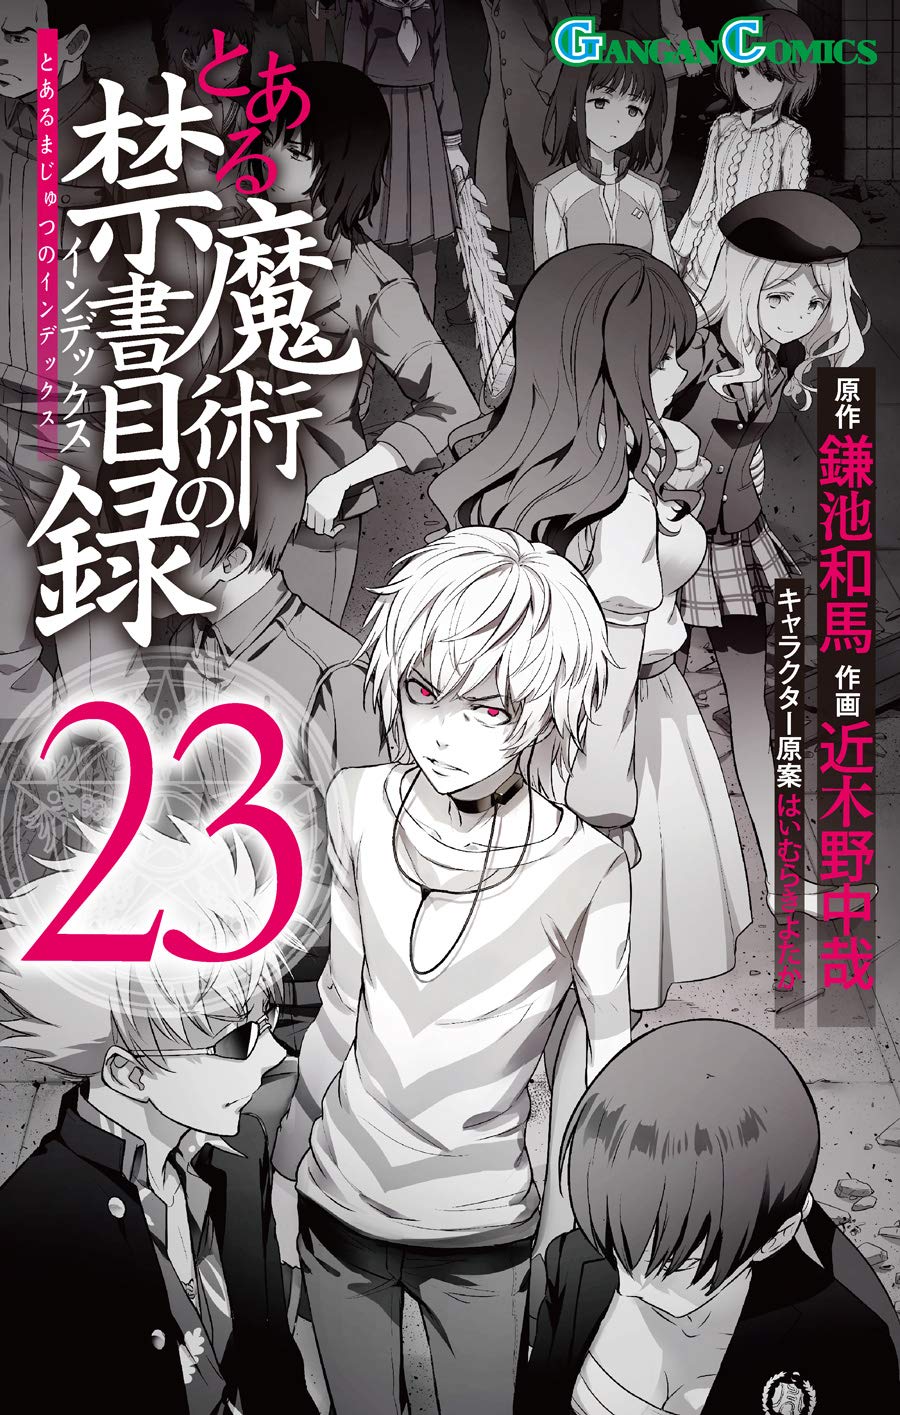 GANGAN COMICS
とある
魔術の
禁書目録
インデックス
とあるまじゅつのインデックス
23
原作 鎌池和馬 作画 近木野中哉
キャラクター原案 はいむらきよたか